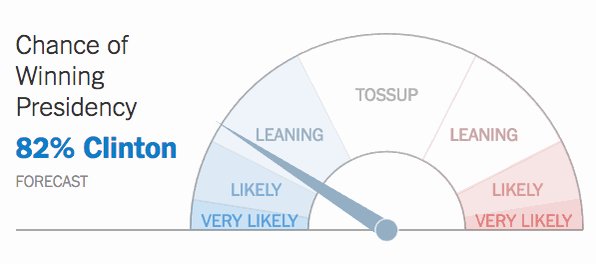 Chance of
Winning
Presidency
82% Clinton
FORECAST
TOSSUP
LEANING
LEANING
LIKELY
LIKELY
VERY LIKELY
VERY LIKELY